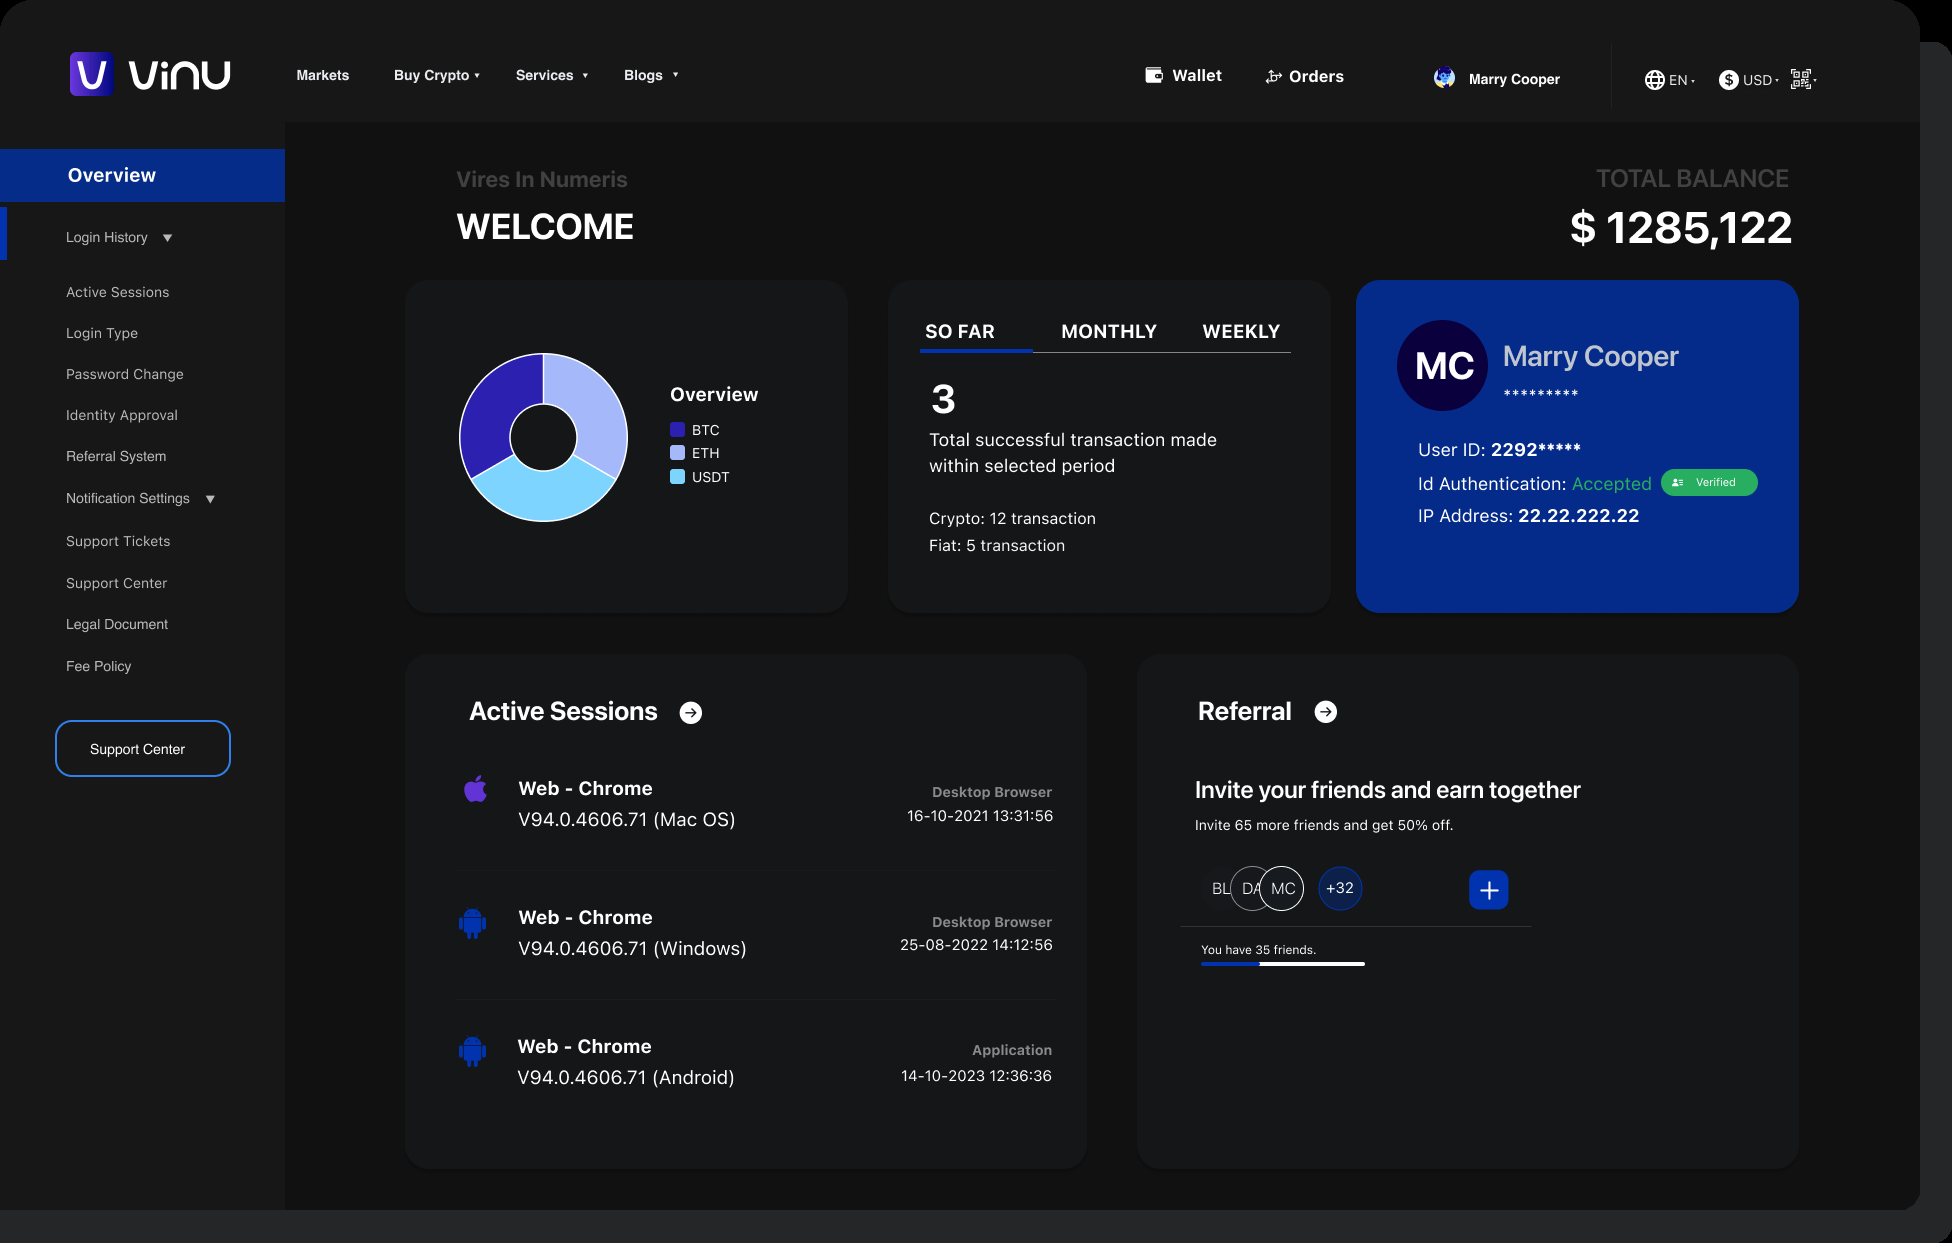 V VINU
Markets
Buy Crypto
Services
Blogs
Wallet
Orders
Marry Cooper
EN
$ USD
Overview
Login History
Active Sessions
Login Type
Password Change
Identity Approval
Referral System
Notification Settings
Support Tickets
Support Center
Legal Document
Fee Policy
Support Center
Vires In Numeris
WELCOME
TOTAL BALANCE
$ 1285,122
Overview
BTC
ETH
USDT
SO FAR
MONTHLY
WEEKLY
3
Total successful transaction made
within selected period
Crypto: 12 transaction
Fiat: 5 transaction
MC
Marry Cooper
*********
User ID: 2292*****
Id Authentication: Accepted
Verified
IP Address: 22.22.222.22
Active Sessions
Web - Chrome
V94.0.4606.71 (Mac OS)
Desktop Browser
16-10-2021 13:31:56
Web - Chrome
V94.0.4606.71 (Windows)
Desktop Browser
25-08-2022 14:12:56
Web - Chrome
V94.0.4606.71 (Android)
Application
14-10-2023 12:36:36
Referral
Invite your friends and earn together
Invite 65 more friends and get 50% off.
BL
DA
MC
+32
You have 35 friends.